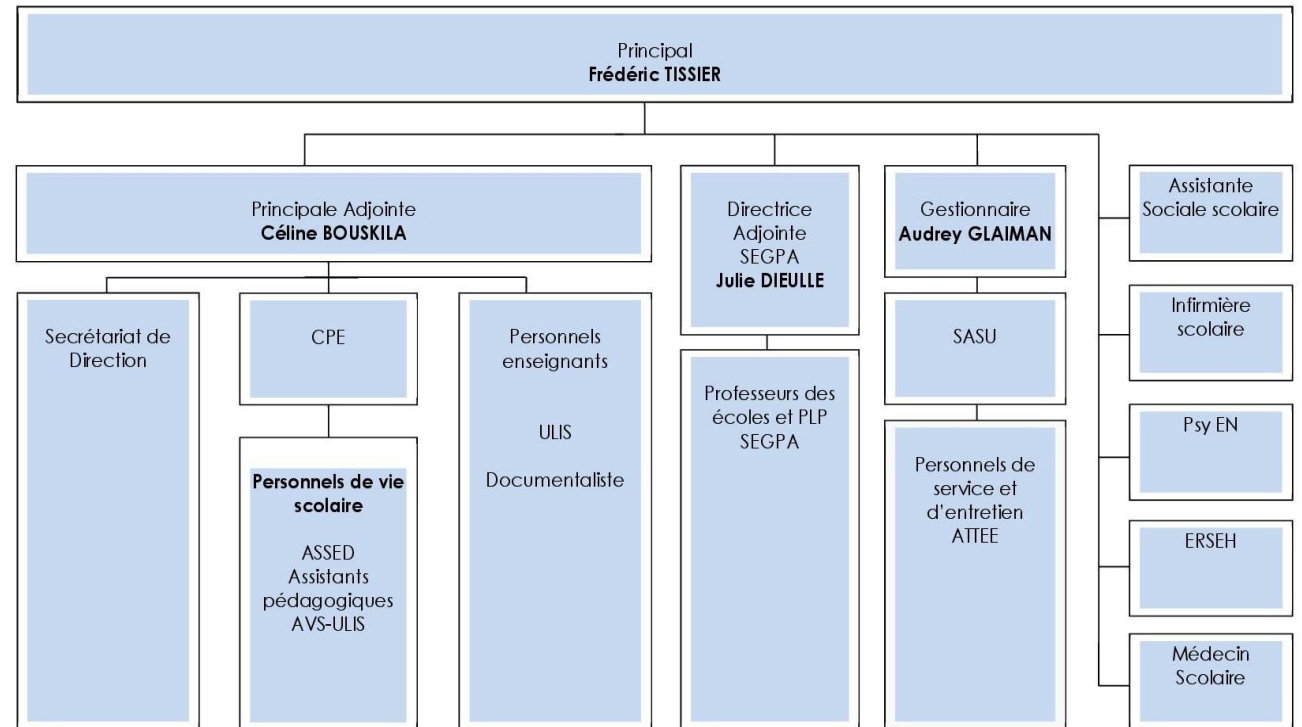 Principal
Frédéric TISSIER
Principale Adjointe
Céline BOUSKILA
Directrice
Adjointe
SEGPA
Julie DIEULLE
Gestionnaire
Audrey GLAIMAN
Assistante
Sociale scolaire
Secrétariat de
Direction
CPE
Personnels
enseignants
ULIS
Documentaliste
Personnels de vie
scolaire
ASSED
Assistants
pédagogiques
AVS-ULIS
Professeurs des
écoles et PLP
SEGPA
SASU
Personnels de
service et
d'entretien
ATTEE
Infirmière
scolaire
Psy EN
ERSEH
Médecin
Scolaire